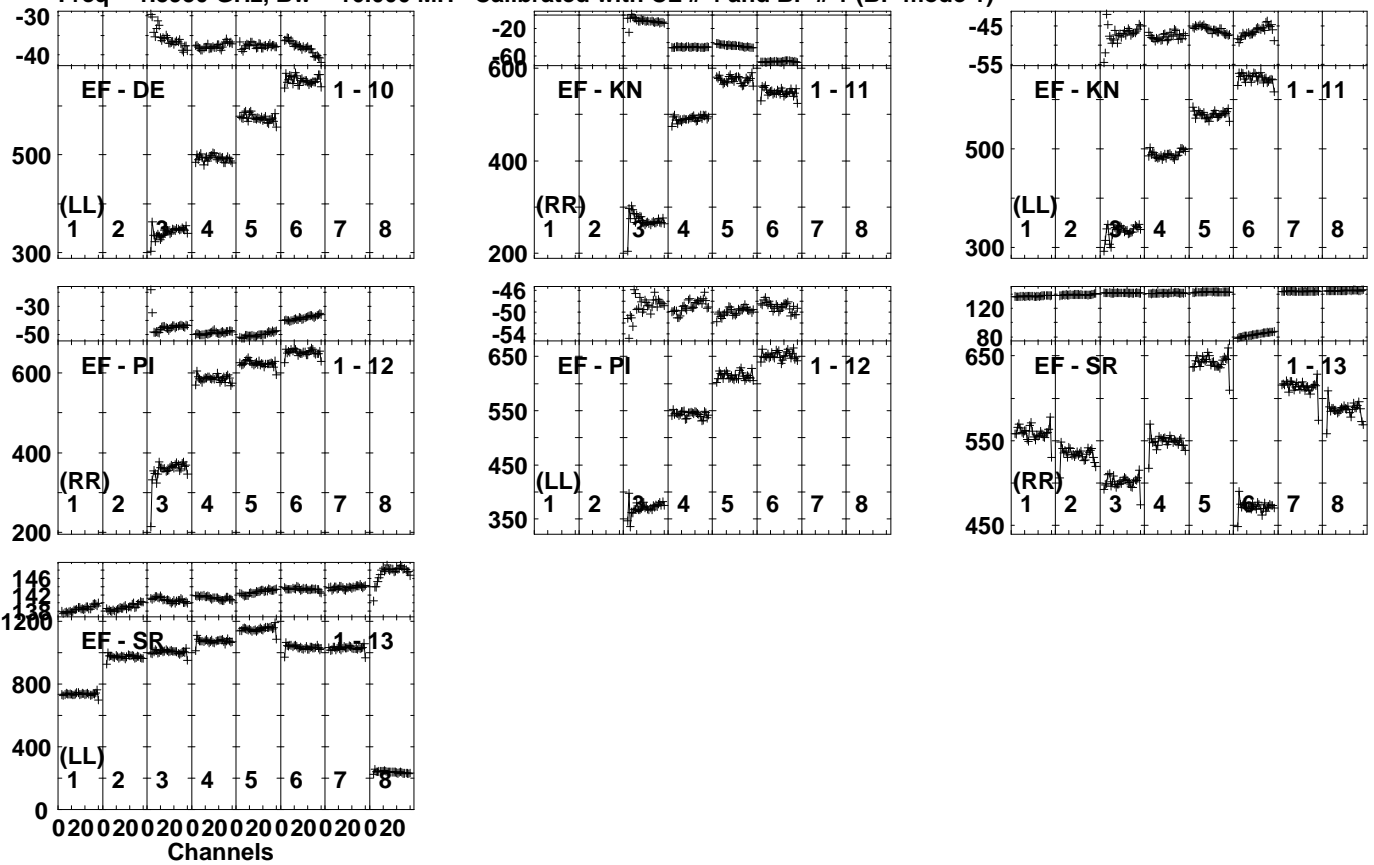 -30
-40
EF - DE 1 - 10
500
300
(LL)
1 2 3 4 5 6 7 8
-20
-60
600
EF - KN 1 - 11
400
200
(RR)
1 2 3 4 5 6 7 8
-45
-55
EF - KN 1 - 11
500
300
(LL)
1 2 3 4 5 6 7 8
-30
-50
600
EF - PI 1 - 12
400
200
(RR)
1 2 3 4 5 6 7 8
-46
-50
-54
650
EF - PI 1 - 12
550
450
350
(LL)
1 2 3 4 5 6 7 8
120
80
650
EF - SR 1 - 13
550
450
(RR)
1 2 3 4 5 6 7 8
146
142
138
1200
EF - SR 1 - 13
800
400
0
(LL)
1 2 3 4 5 6 7 8
0 20 0 20 0 20 0 20 0 20 0 20 0 20 0 20
Channels